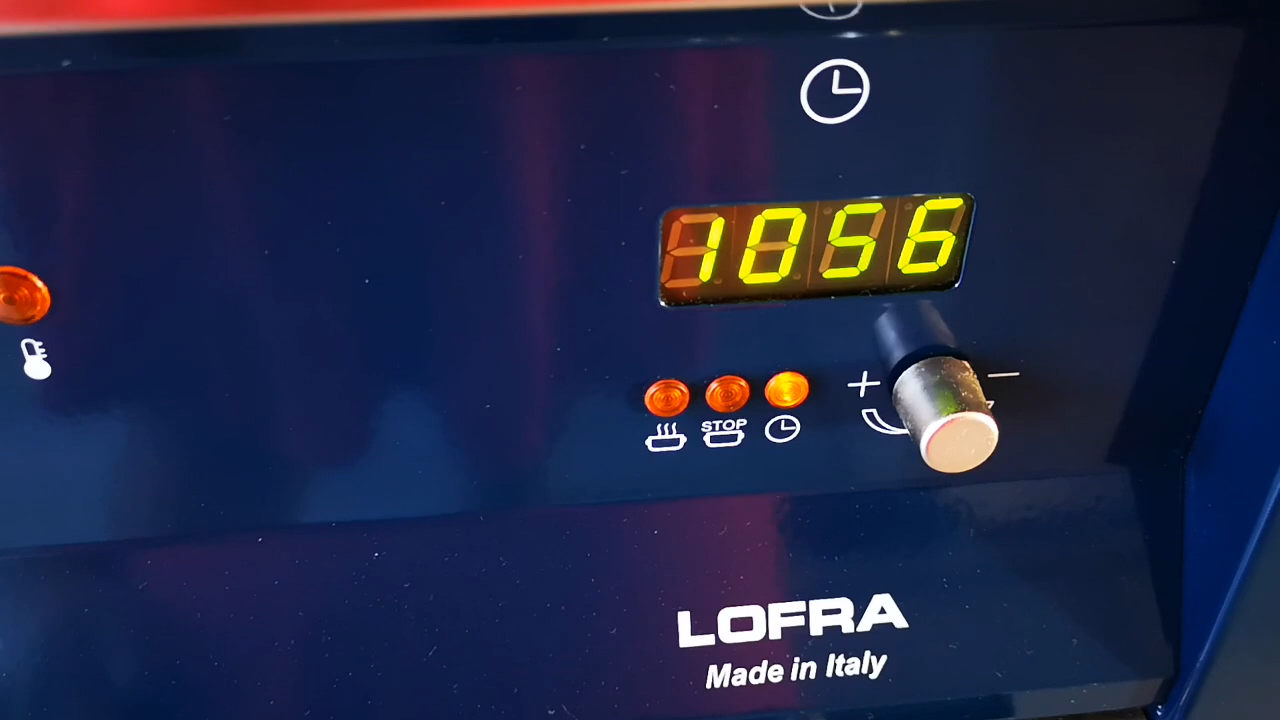 1056
STOP
+ −
LOFRA
Made in Italy